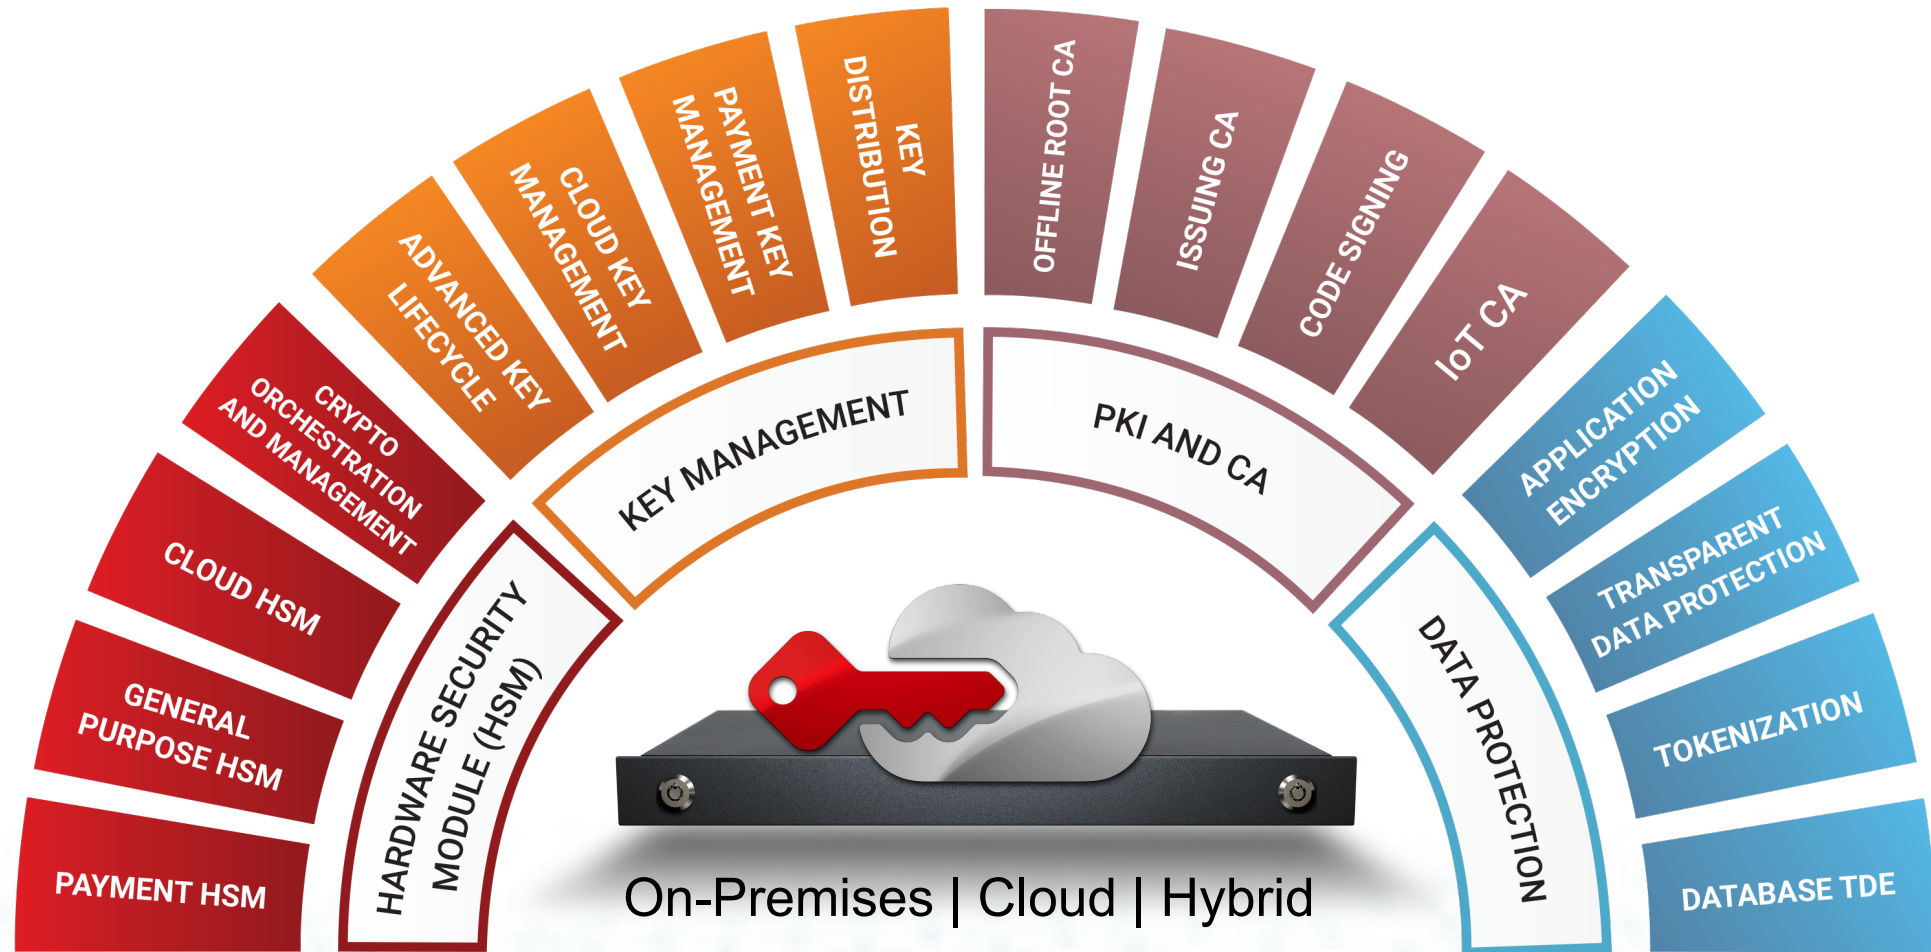 PAYMENT HSM
GENERAL
PURPOSE HSM
CLOUD HSM
CRYPTO
ORCHESTRATION
AND MANAGEMENT
HARDWARE SECURITY
MODULE (HSM)
ADVANCED KEY
LIFECYCLE
CLOUD KEY
MANAGEMENT
PAYMENT KEY
MANAGEMENT
KEY
DISTRIBUTION
KEY MANAGEMENT
OFFLINE ROOT CA
ISSUING CA
CODE SIGNING
IoT CA
PKI AND CA
APPLICATION
ENCRYPTION
TRANSPARENT
DATA PROTECTION
TOKENIZATION
DATABASE TDE
DATA PROTECTION
On-Premises | Cloud | Hybrid